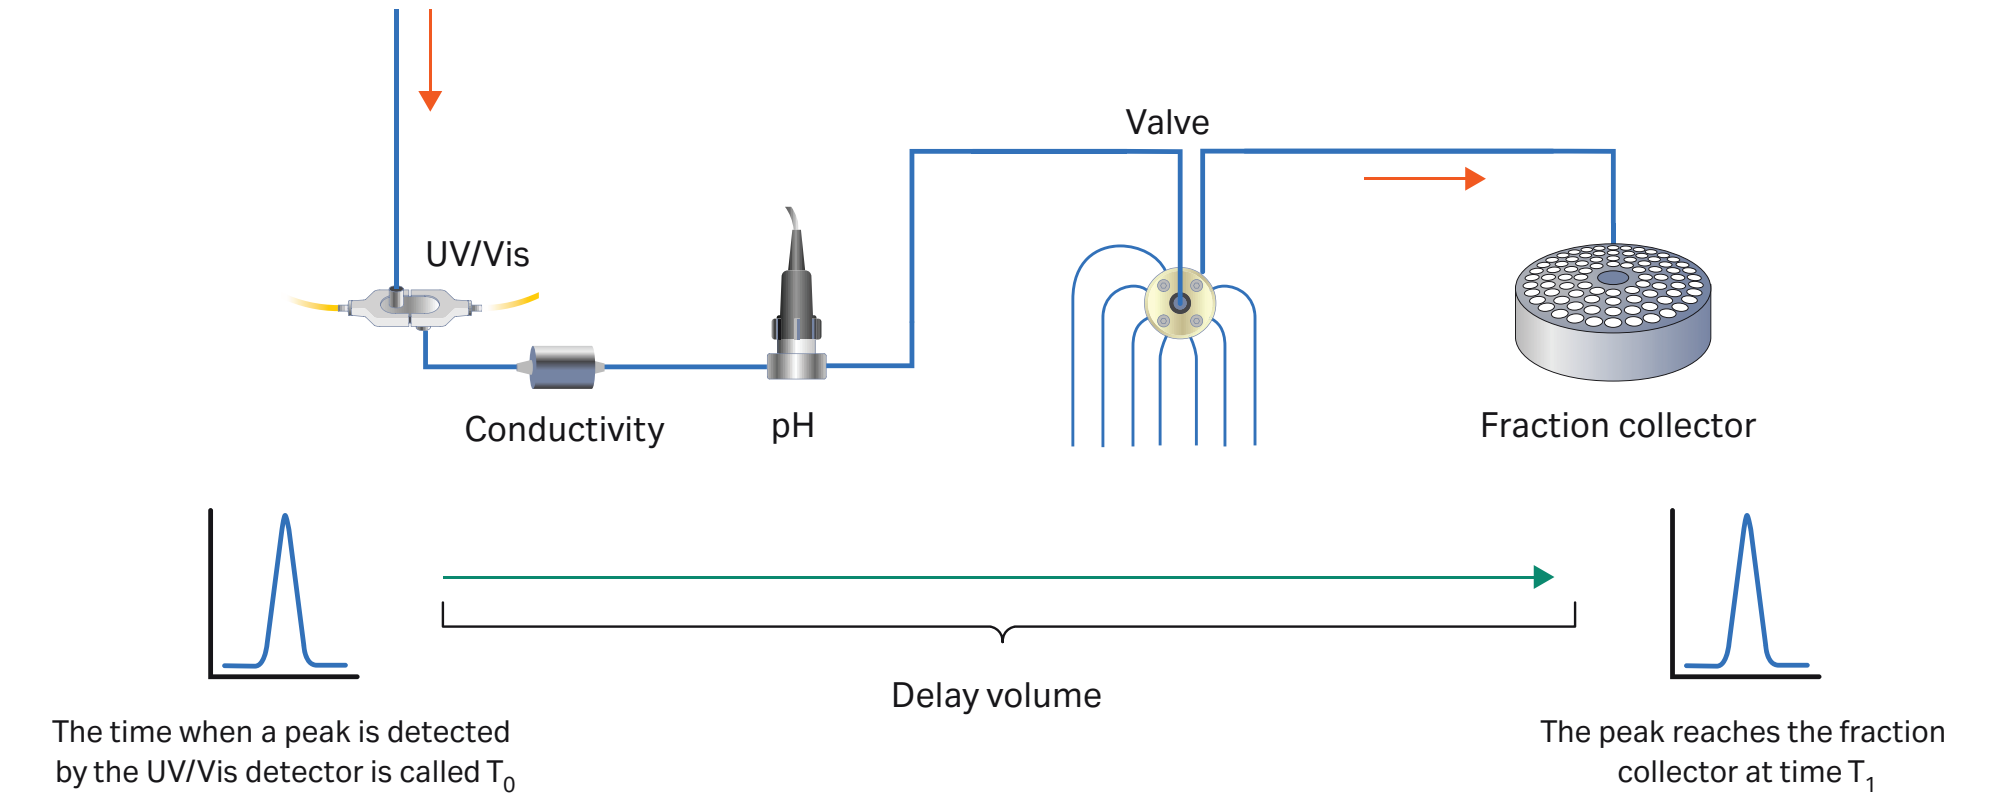 Valve
UV/Vis
Conductivity
pH
Fraction collector
Delay volume
The time when a peak is detected
by the UV/Vis detector is called T₀
The peak reaches the fraction
collector at time T₁